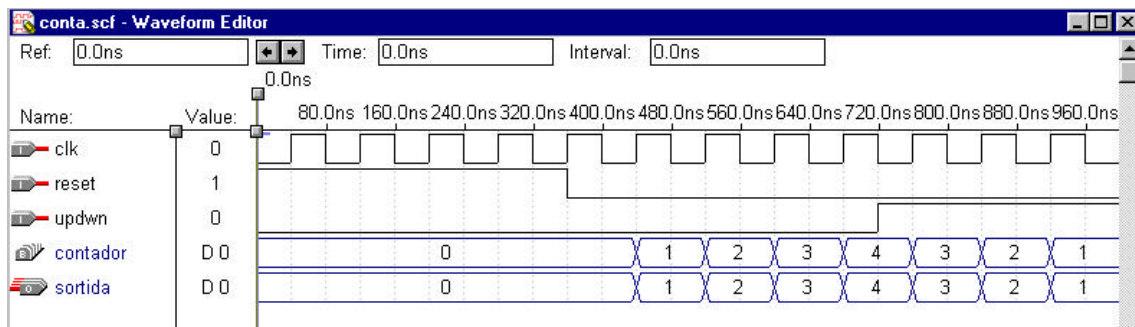 conta.scf - Waveform Editor
Ref: 0.0ns Time: 0.0ns Interval: 0.0ns
0.0ns
Name: Value: 80.0ns 160.0ns 240.0ns 320.0ns 400.0ns 480.0ns 560.0ns 640.0ns 720.0ns 800.0ns 880.0ns 960.0ns
clk 0
reset 1
updwn 0
contador D 0 0 1 2 3 4 3 2 1
sortida D 0 0 1 2 3 4 3 2 1